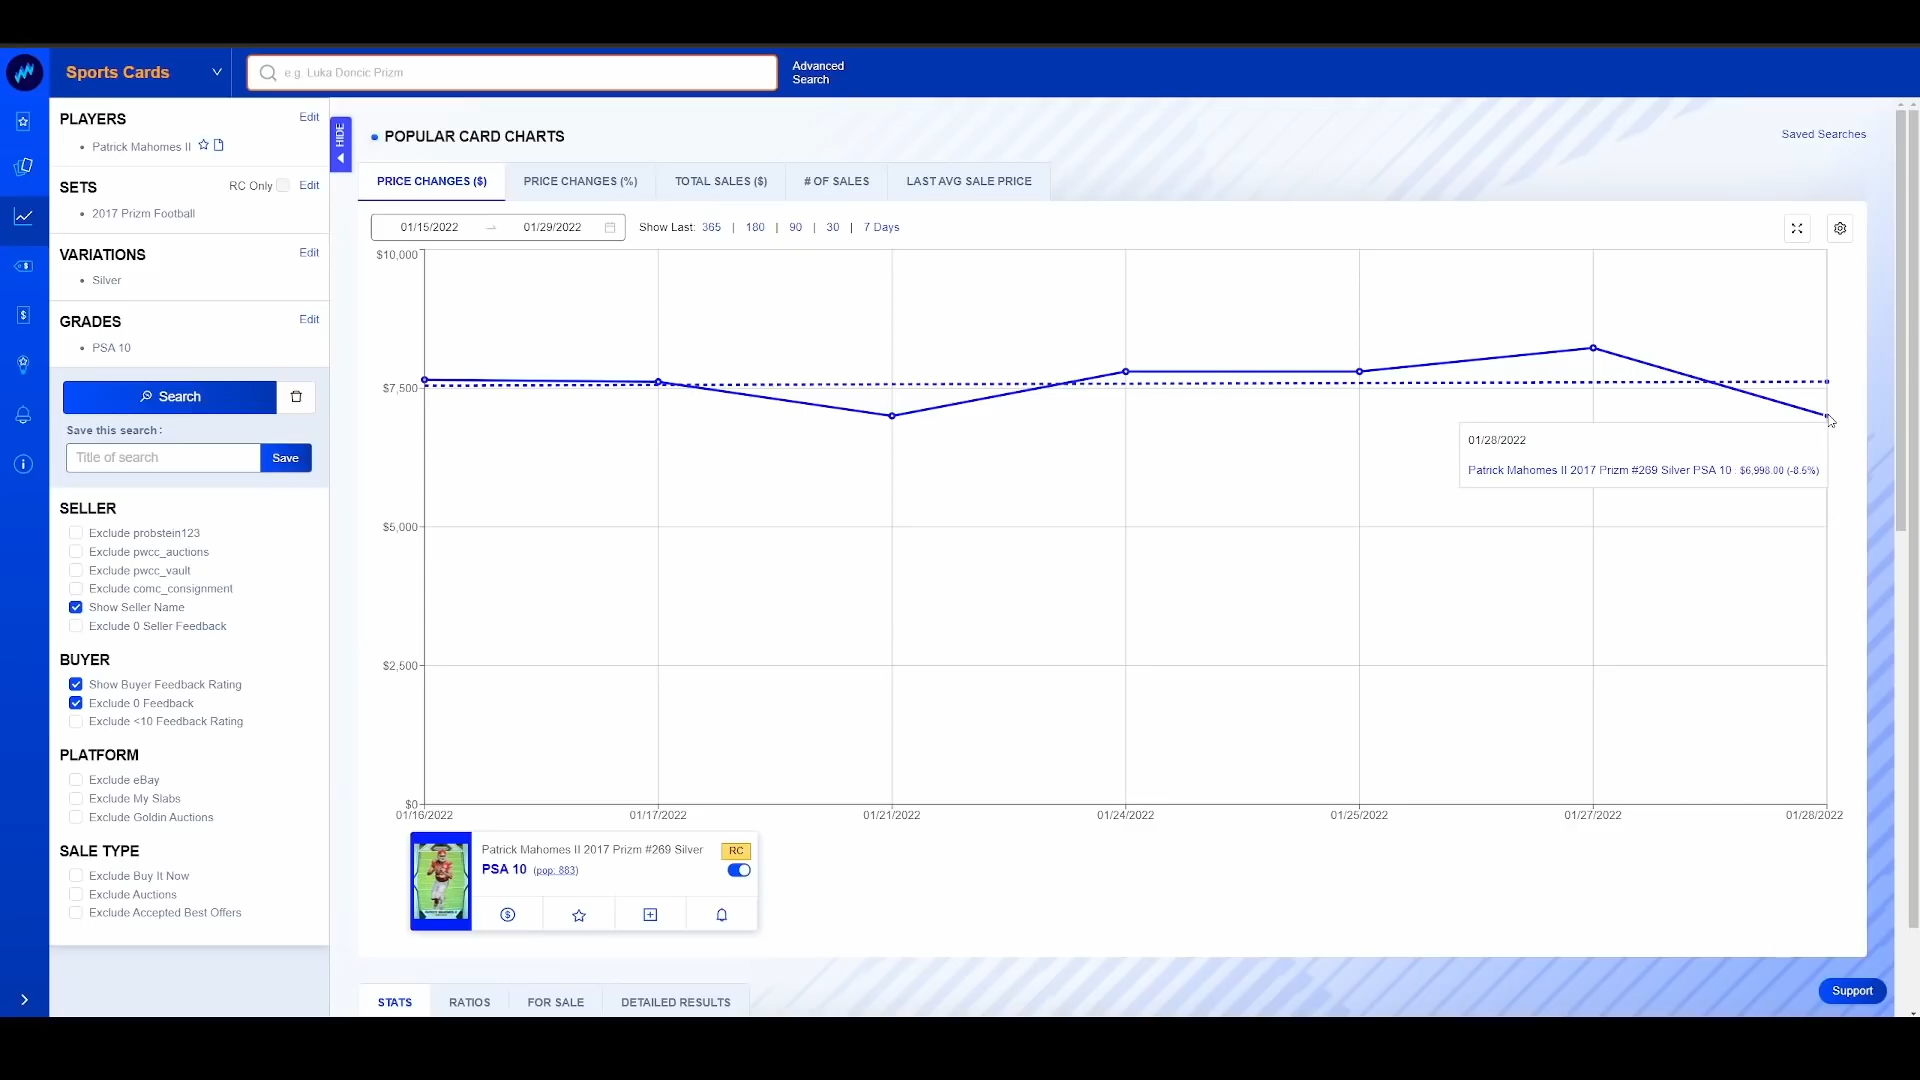 Sports Cards
e.g. Luka Doncic Prizm
Advanced
Search
PLAYERS
Edit
Patrick Mahomes II
SETS
RC Only
Edit
2017 Prizm Football
VARIATIONS
Edit
Silver
GRADES
Edit
PSA 10
Search
Save this search:
Title of search
Save
SELLER
Exclude probstein123
Exclude pwcc_auctions
Exclude pwcc_vault
Exclude comc_consignment
Show Seller Name
Exclude 0 Seller Feedback
BUYER
Show Buyer Feedback Rating
Exclude 0 Feedback
Exclude <10 Feedback Rating
PLATFORM
Exclude eBay
Exclude My Slabs
Exclude Goldin Auctions
SALE TYPE
Exclude Buy It Now
Exclude Auctions
Exclude Accepted Best Offers
HIDE
POPULAR CARD CHARTS
Saved Searches
PRICE CHANGES ($)
PRICE CHANGES (%)
TOTAL SALES ($)
# OF SALES
LAST AVG SALE PRICE
01/15/2022
01/29/2022
Show Last: 365 | 180 | 90 | 30 | 7 Days
$10,000
$7,500
$5,000
$2,500
$0
01/28/2022
Patrick Mahomes II 2017 Prizm #269 Silver PSA 10 : $6,998.00 (-8.5%)
01/16/2022
01/17/2022
01/21/2022
01/24/2022
01/25/2022
01/27/2022
01/28/2022
Patrick Mahomes II 2017 Prizm #269 Silver
RC
PSA 10 (pop: 883)
STATS
RATIOS
FOR SALE
DETAILED RESULTS
Support